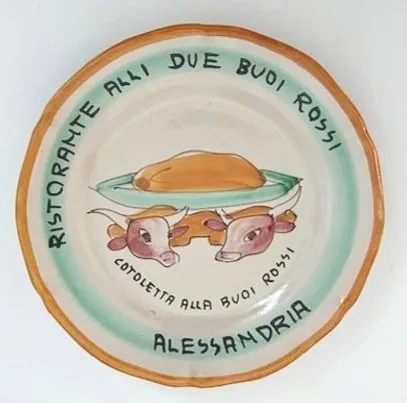 RISTORANTE ALLI DUE BUOI ROSSI
COTOLETTA ALLA BUOI ROSSI
ALESSANDRIA